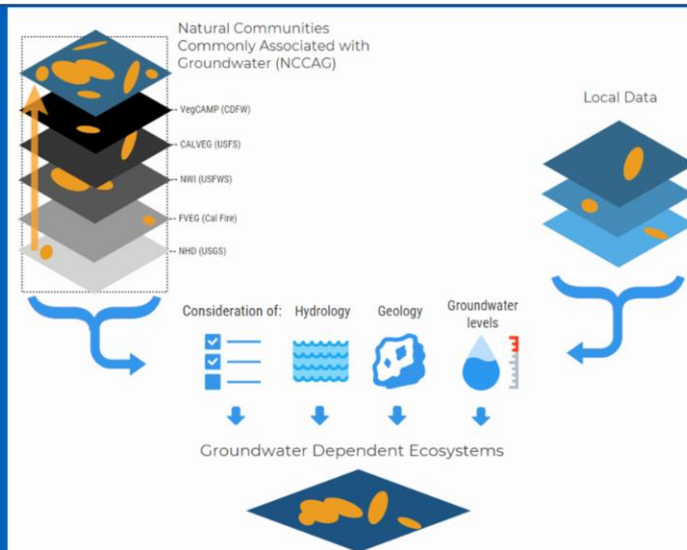 Natural Communities
Commonly Associated with
Groundwater (NCCAG)
VegCAMP (CDFW)
CALVEG (USFS)
NWI (USFWS)
FVEG (Cal Fire)
NHD (USGS)
Local Data
Consideration of:
Hydrology
Geology
Groundwater
levels
Groundwater Dependent Ecosystems